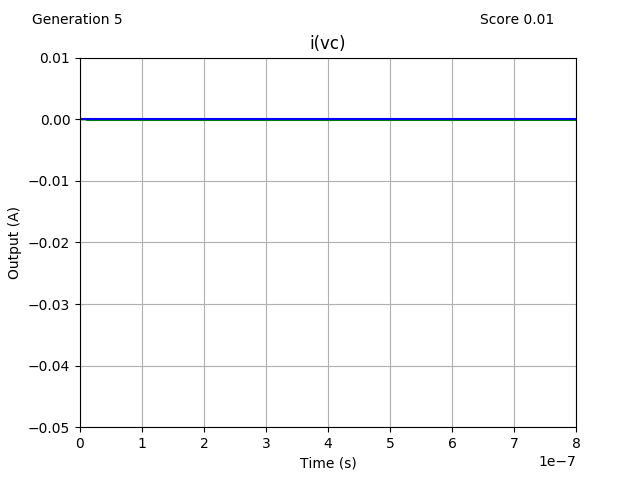 Generation 5
Score 0.01
i(vc)
0.01
0.00
−0.01
−0.02
−0.03
−0.04
−0.05
Output (A)
0 1 2 3 4 5 6 7 8
1e−7
Time (s)